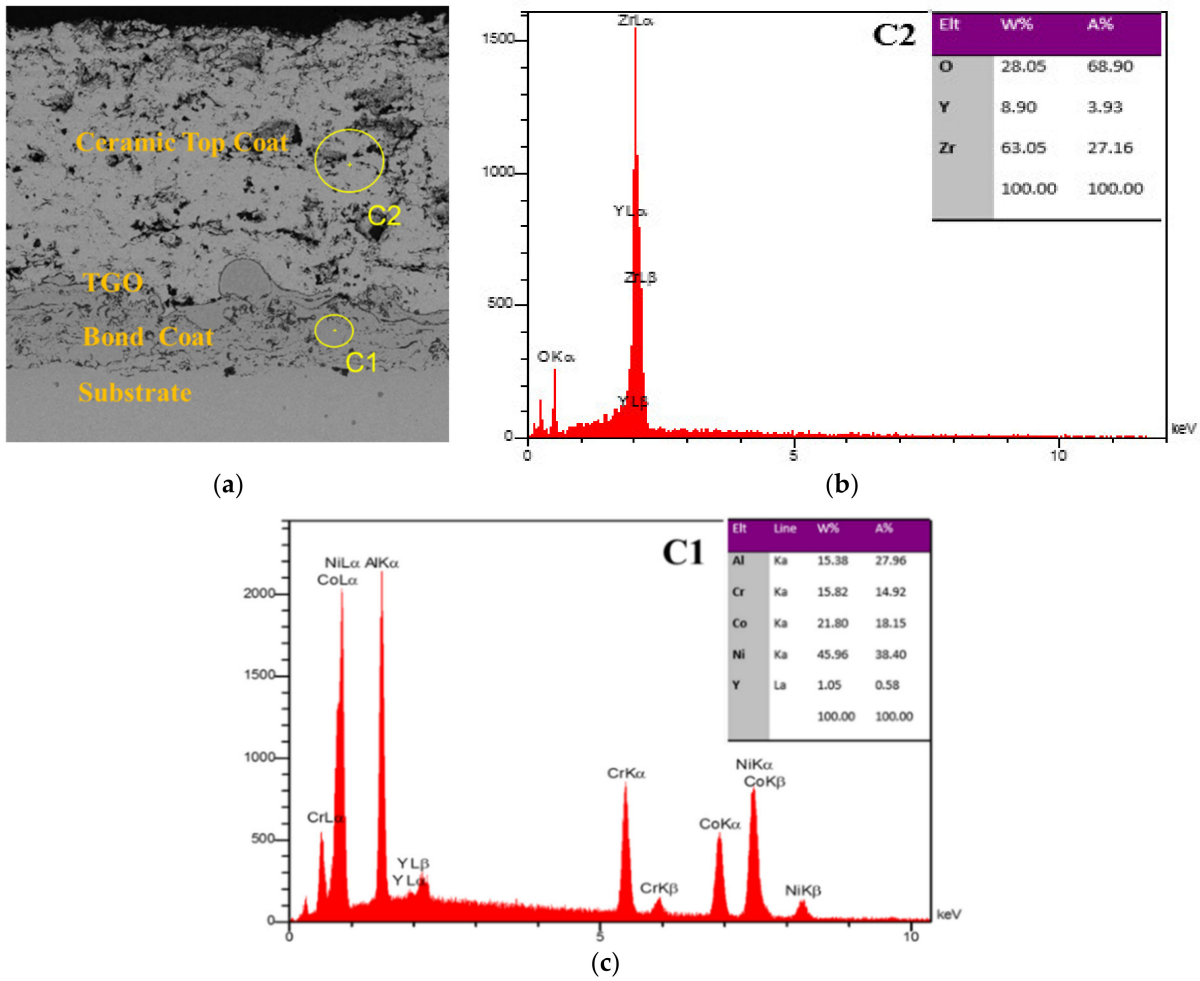 Ceramic Top Coat
C2
TGO
Bond Coat
C1
Substrate
(a)
C2
ZrLα
YLα
ZrLβ
YLβ
OKα
1500
1000
500
0
0 5 10 keV
Elt W% A%
O 28.05 68.90
Y 8.90 3.93
Zr 63.05 27.16
100.00 100.00
(b)
C1
NiLα AlKα
CoLα
CrLα
YLβ
YLα
CrKα
CrKβ
CoKα
NiKα
CoKβ
NiKβ
2000
1500
1000
500
0
0 5 10 keV
Elt Line W% A%
Al Ka 15.38 27.96
Cr Ka 15.82 14.92
Co Ka 21.80 18.15
Ni Ka 45.96 38.40
Y La 1.05 0.58
100.00 100.00
(c)